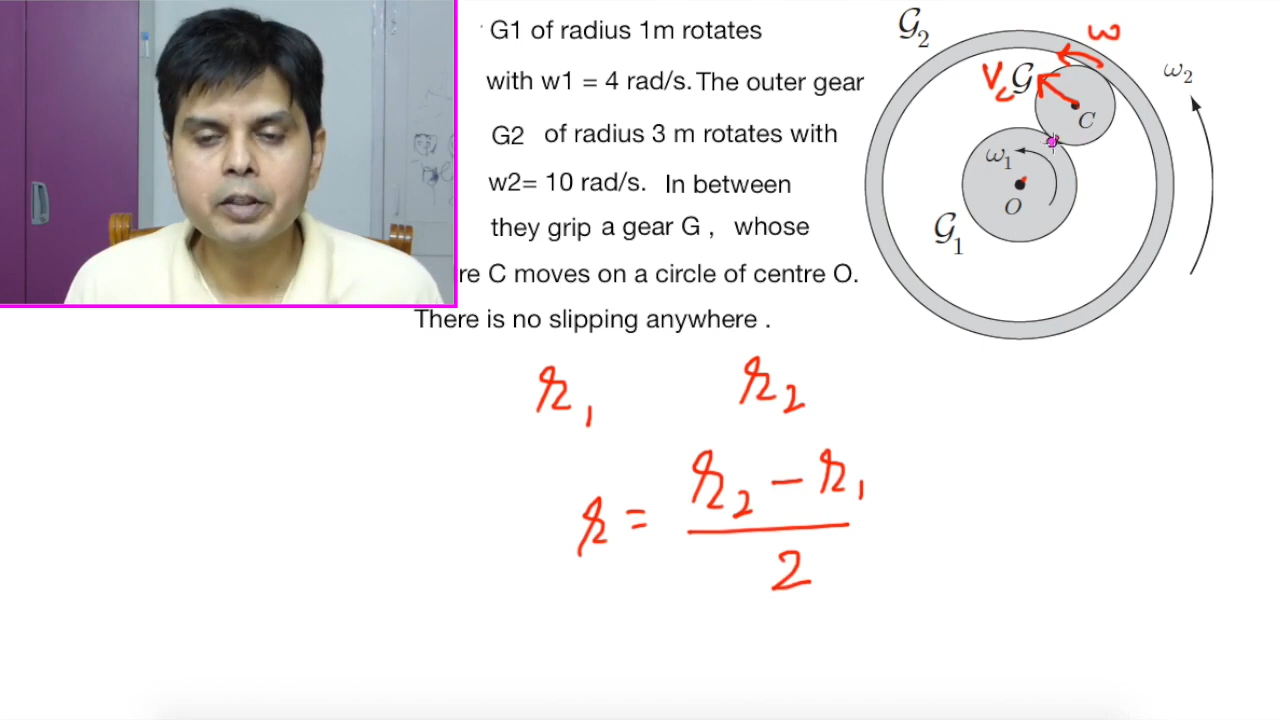 G1 of radius 1m rotates
with w1 = 4 rad/s. The outer gear
G2 of radius 3 m rotates with
w2= 10 rad/s. In between
they grip a gear G , whose
re C moves on a circle of centre O.
There is no slipping anywhere .
G2
ω
Vc G
ω2
C
ω1
O
G1
r1 r2
r = r2 - r1
2